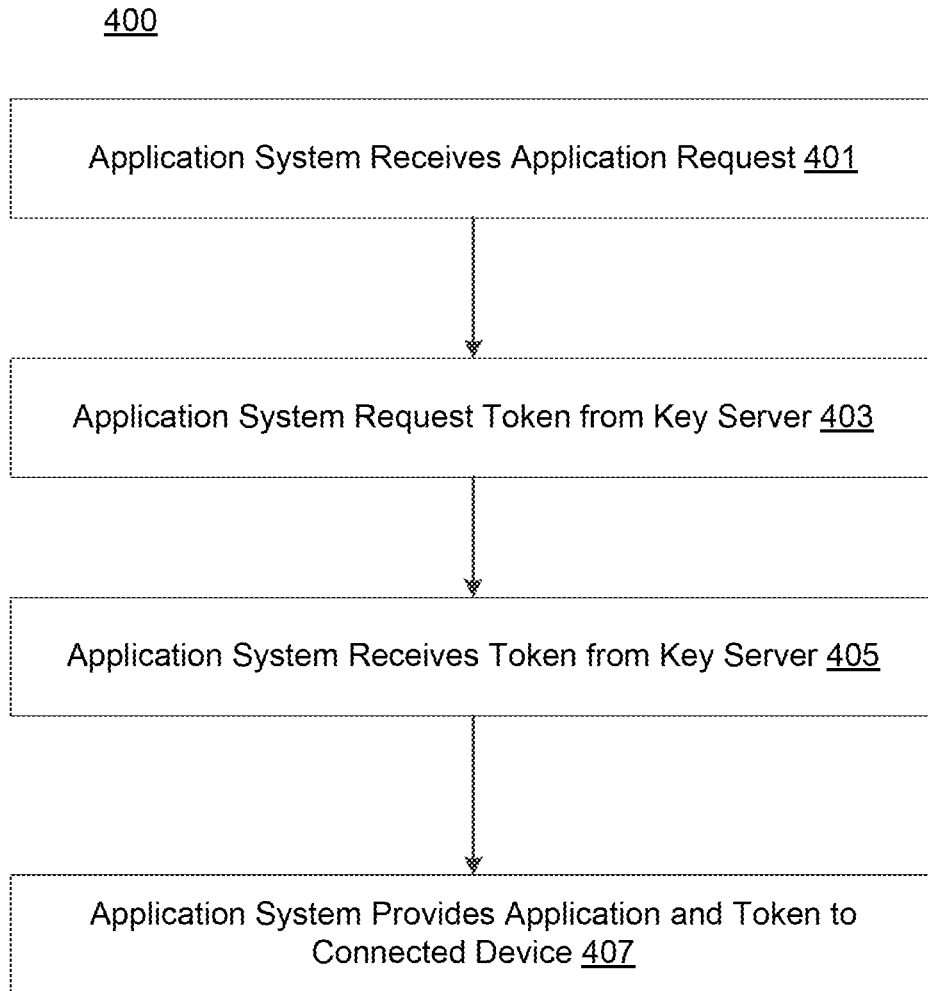 400
Application System Receives Application Request 401
Application System Request Token from Key Server 403
Application System Receives Token from Key Server 405
Application System Provides Application and Token to
Connected Device 407